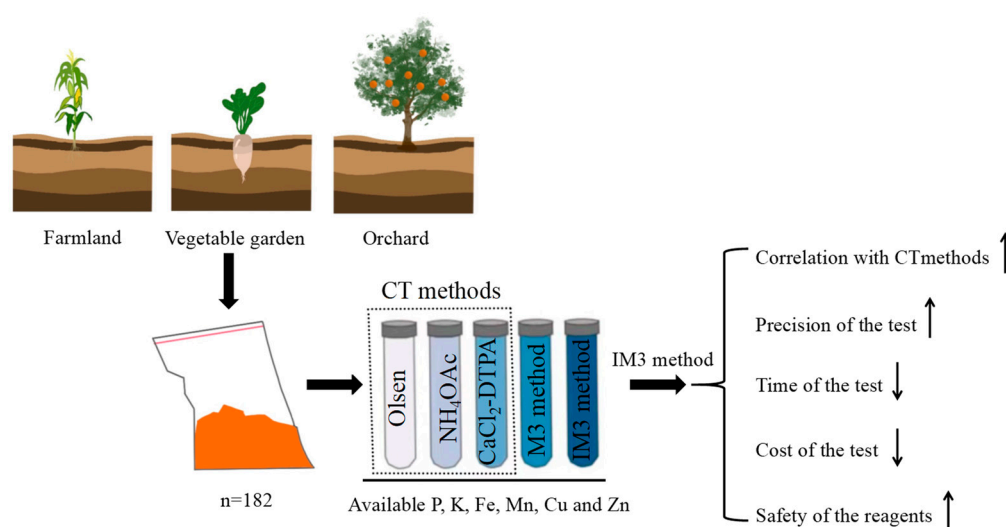 Farmland
Vegetable garden
Orchard
CT methods
Olsen
NH₄OAc
CaCl₂-DTPA
M3 method
IM3 method
n=182
Available P, K, Fe, Mn, Cu and Zn
IM3 method
Correlation with CTmethods ↑
Precision of the test ↑
Time of the test ↓
Cost of the test ↓
Safety of the reagents ↑